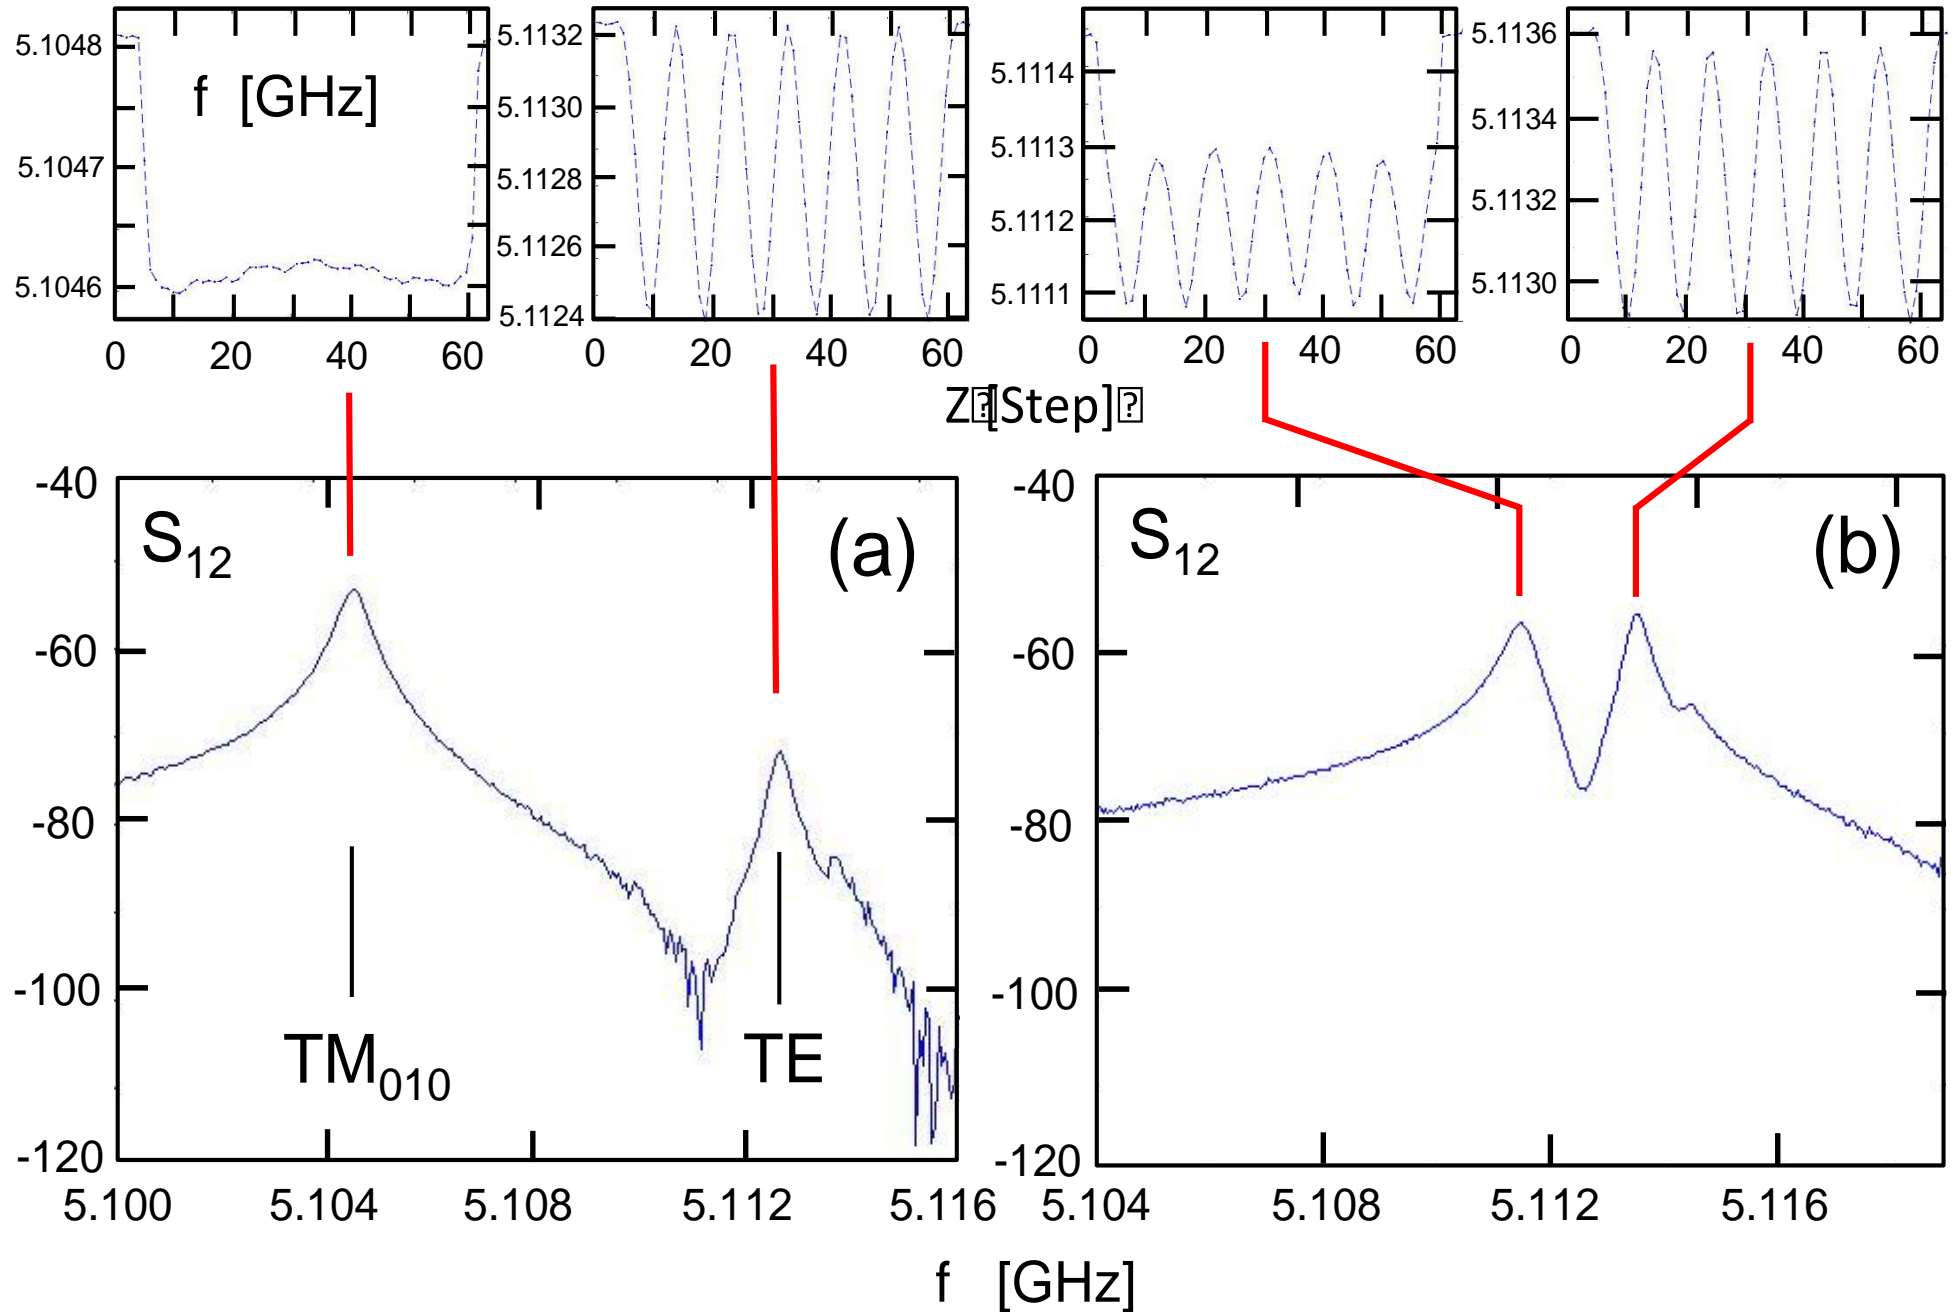 5.1048
5.1047
5.1046
f [GHz]
0 20 40 60
5.1132
5.1130
5.1128
5.1126
5.1124
0 20 40 60
5.1114
5.1113
5.1112
5.1111
0 20 40 60
5.1136
5.1134
5.1132
5.1130
0 20 40 60
Z⍰[Step]⍰
-40
-60
-80
-100
-120
S12
(a)
TM010
TE
5.100 5.104 5.108 5.112 5.116
-40
-60
-80
-100
-120
S12
(b)
5.104 5.108 5.112 5.116
f [GHz]